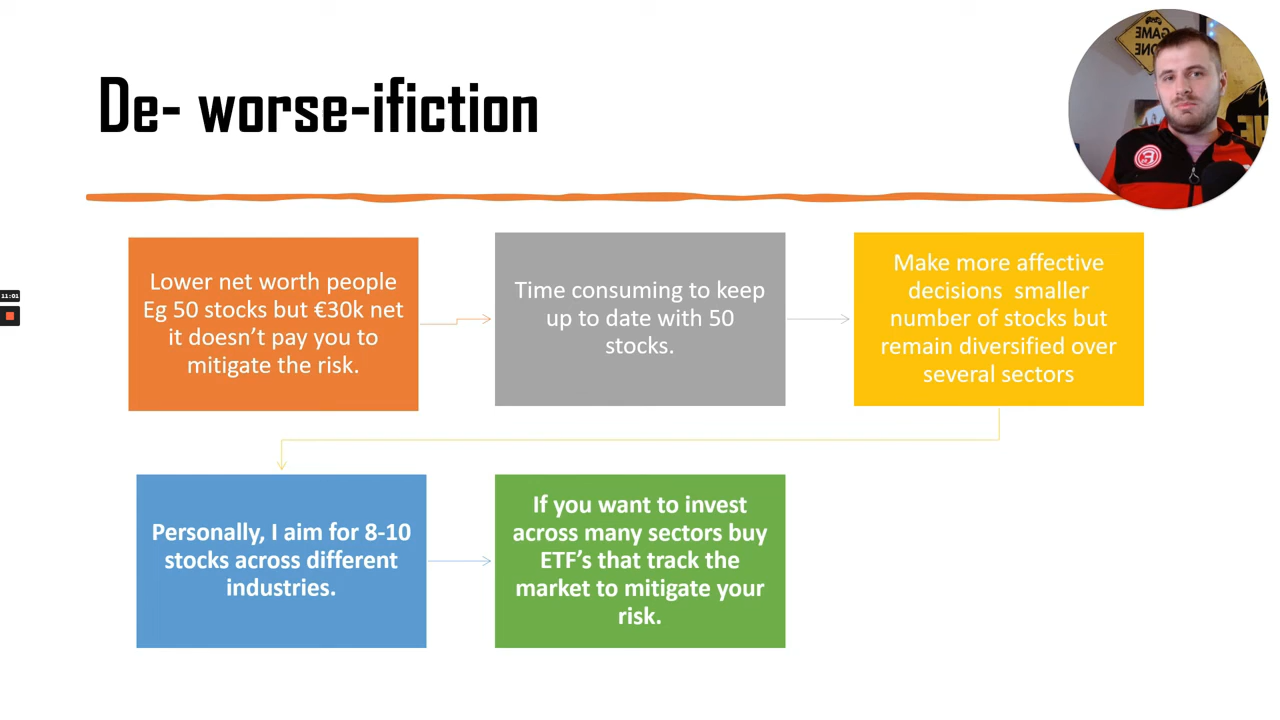 De- worse-ifiction
Lower net worth people
Eg 50 stocks but €30k net
it doesn't pay you to
mitigate the risk.
Time consuming to keep
up to date with 50
stocks.
Make more affective
decisions  smaller
number of stocks but
remain diversified over
several sectors
Personally, I aim for 8-10
stocks across different
industries.
If you want to invest
across many sectors buy
ETF's that track the
market to mitigate your
risk.
11:01
GAME